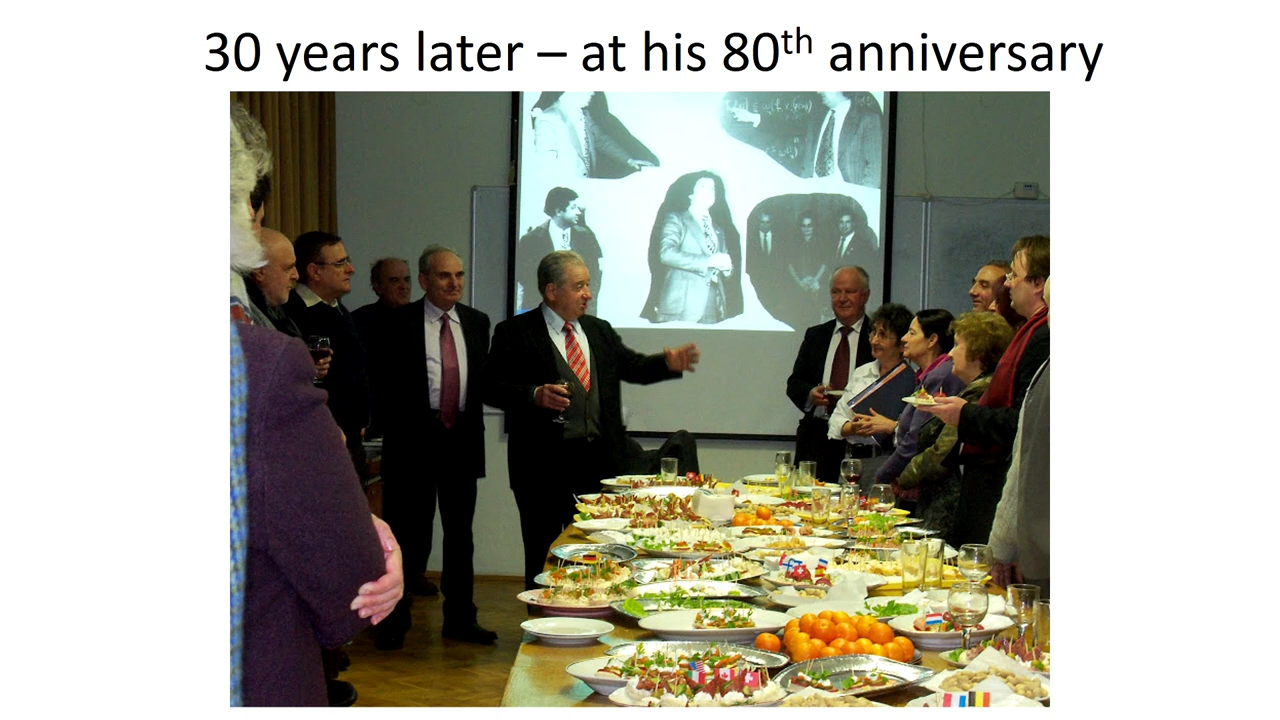 30 years later – at his 80th anniversary